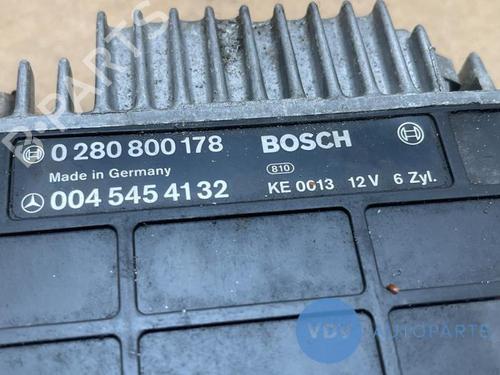 0 280 800 178 BOSCH
Made in Germany 810
004 545 41 32 KE 0013 12 V 6 Zyl.
VDV AUTOPARTE